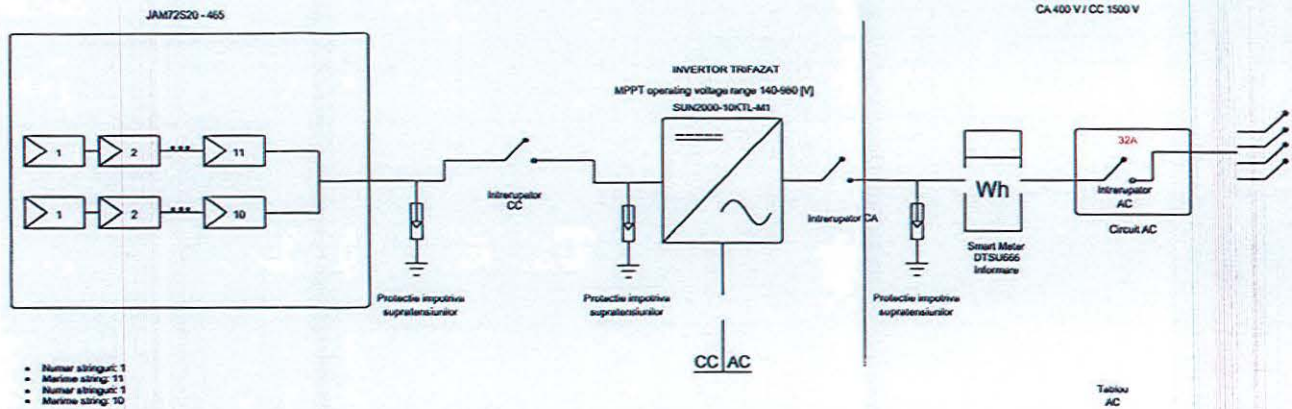 JAM72S20 - 465
CA 400 V / CC 1500 V
INVERTOR TRIFAZAT
MPPT operating voltage range 140-980 [V]
SUN2000-10KTL-M1
1
2
11
1
2
10
Intrerupator
CC
Intrerupator CA
Wh
32A
Intrerupator
AC
Circuit AC
Smart Meter
DTSU666
Informare
Protectie impotriva
supratensiunilor
Protectie impotriva
supratensiunilor
Protectie impotriva
supratensiunilor
CC AC
• Numar stringuri: 1
• Marime string: 11
• Numar stringuri: 1
• Marime string: 10
Tablou
AC